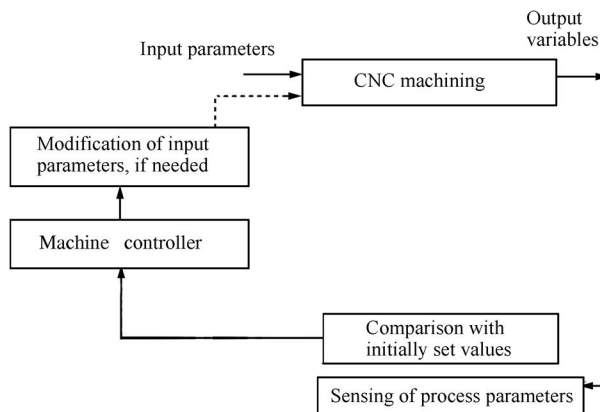 Output
variables
Input parameters
CNC machining
Modification of input
parameters, if needed
Machine controller
Comparison with
initially set values
Sensing of process parameters